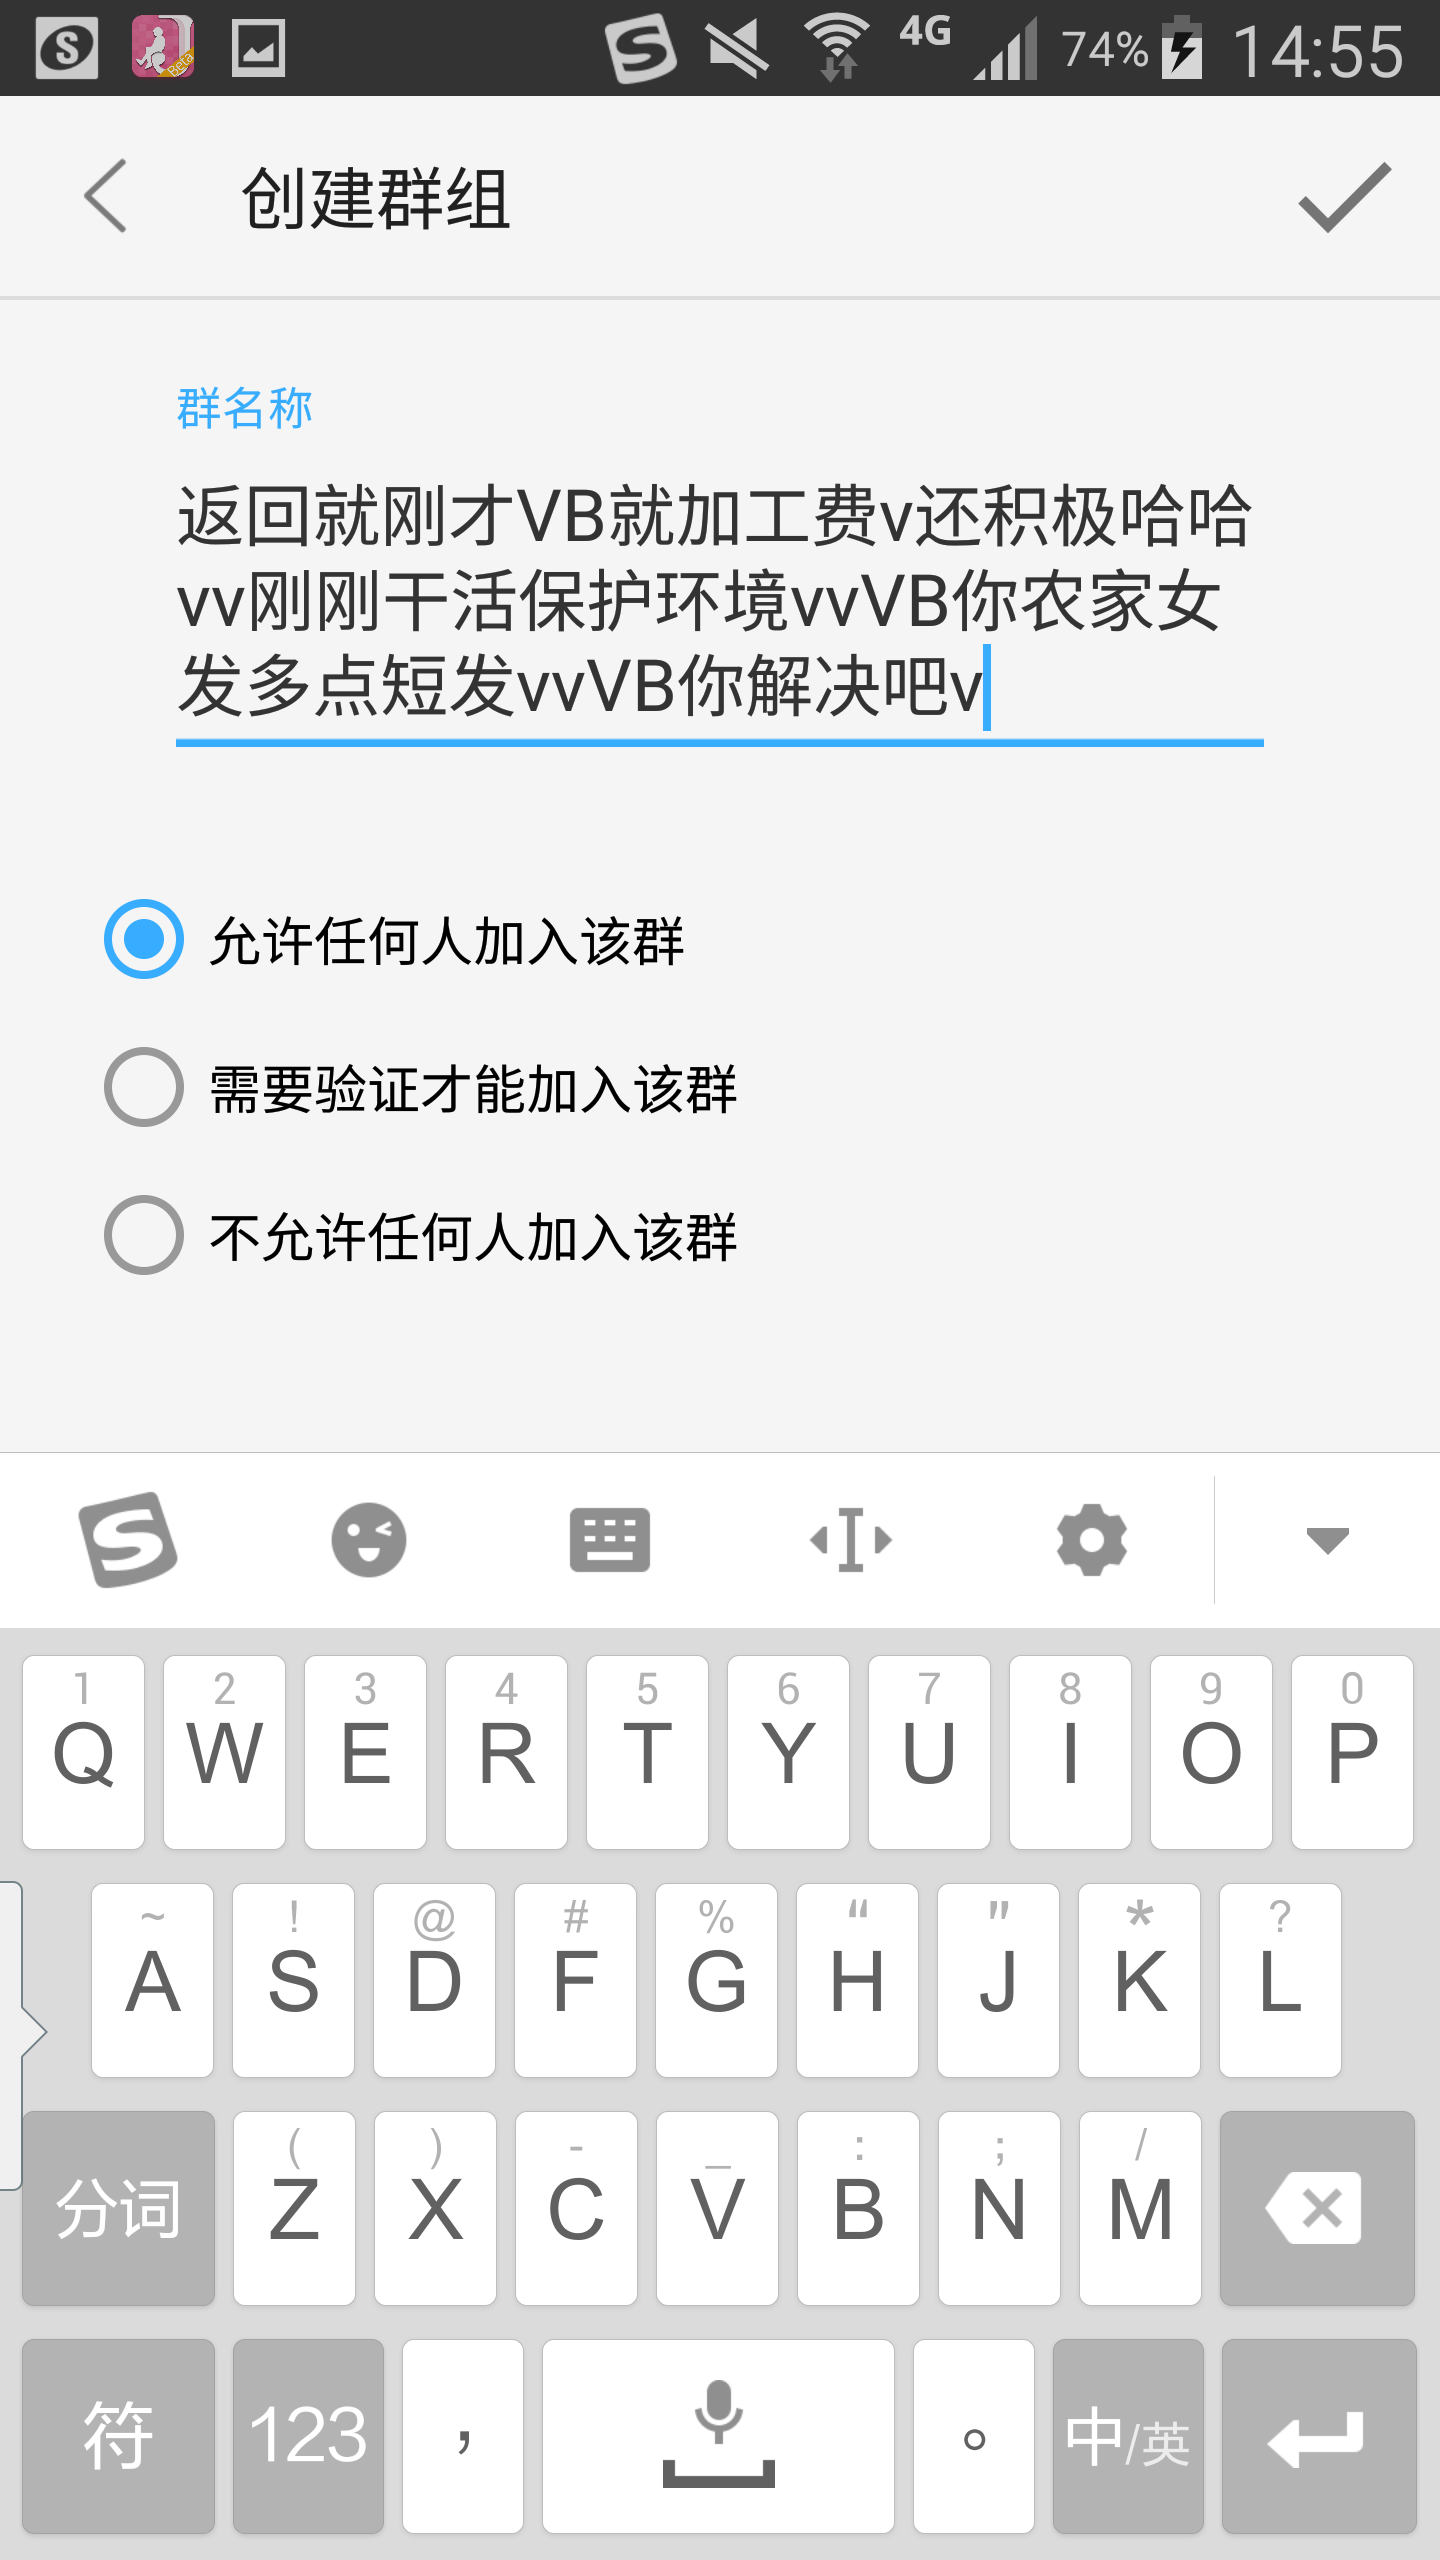 4G 74% 14:55
创建群组
群名称
返回就刚才VB就加工费v还积极哈哈
vv刚刚干活保护环境vvVB你农家女
发多点短发vvVB你解决吧v
允许任何人加入该群
需要验证才能加入该群
不允许任何人加入该群
1 2 3 4 5 6 7 8 9 0
Q W E R T Y U I O P
~ ! @ # % “ ” * ?
A S D F G H J K L
( ) - _ : ; /
分词 Z X C V B N M
符 123 ， 。 中/英